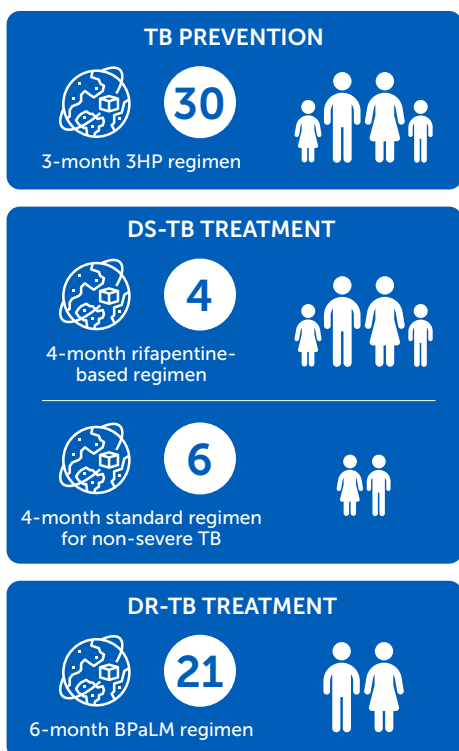 TB PREVENTION
30
3-month 3HP regimen
DS-TB TREATMENT
4
4-month rifapentine-
based regimen
6
4-month standard regimen
for non-severe TB
DR-TB TREATMENT
21
6-month BPaLM regimen